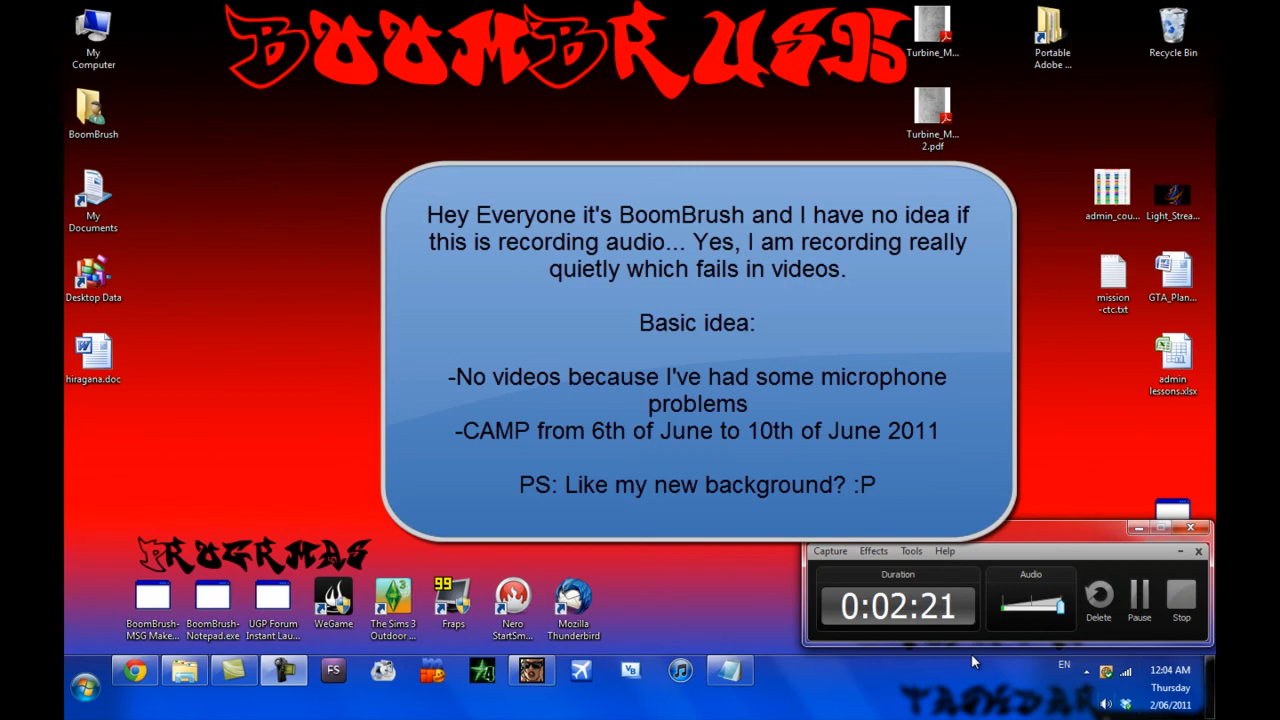 BOOMBRUSH
My
Computer
BoomBrush
My
Documents
Desktop Data
hiragana.doc
Turbine_M...
Turbine_M...
2.pdf
Portable
Adobe ...
Recycle Bin
admin_cou...
Light_Strea...
mission
-ctc.txt
GTA_Plan...
admin
lessons.xlsx
Hey Everyone it's BoomBrush and I have no idea if
this is recording audio... Yes, I am recording really
quietly which fails in videos.
Basic idea:
-No videos because I've had some microphone
problems
-CAMP from 6th of June to 10th of June 2011
PS: Like my new background? :P
Capture Effects Tools Help
Duration
0:02:21
Audio
Delete
Pause
Stop
BoomBrush-
MSG Make...
BoomBrush-
Notpad.exe
UGP Forum
Instant Lau...
WeGame
The Sims 3
Outdoor ...
99
Fraps
Nero
StartSm...
Mozilla
Thunderbird
FS
VB
EN
12:04 AM
Thursday
2/06/2011